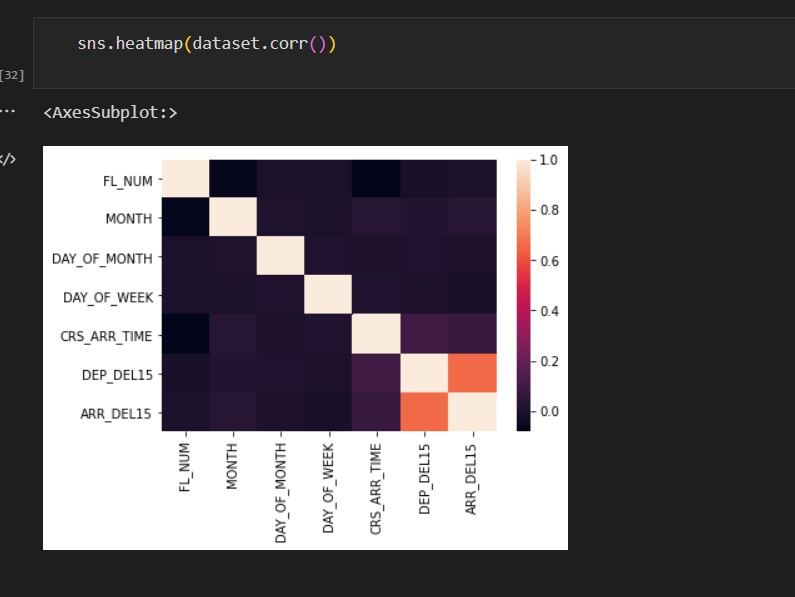 sns.heatmap(dataset.corr())
[32]
...
<AxesSubplot:>
</>
FL_NUM
MONTH
DAY_OF_MONTH
DAY_OF_WEEK
CRS_ARR_TIME
DEP_DEL15
ARR_DEL15
1.0
0.8
0.6
0.4
0.2
0.0
FL_NUM
MONTH
DAY_OF_MONTH
DAY_OF_WEEK
CRS_ARR_TIME
DEP_DEL15
ARR_DEL15